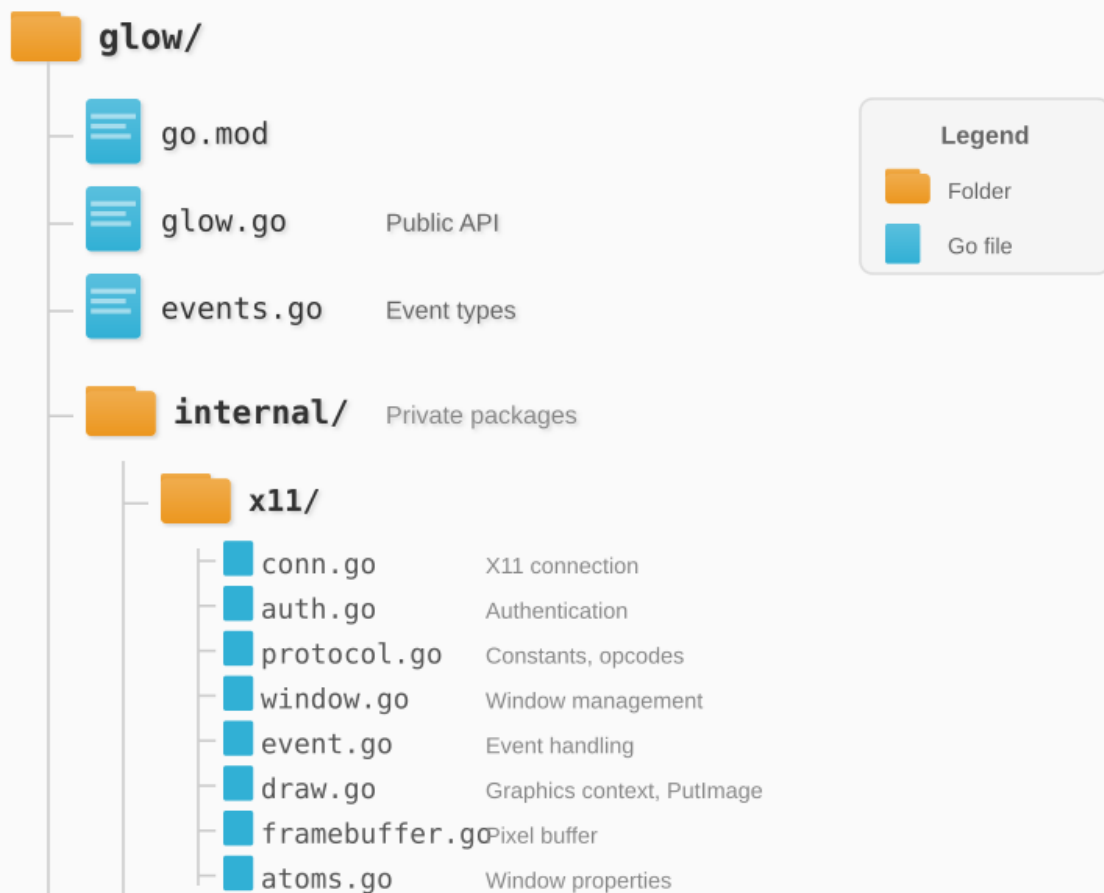 glow/
go.mod
Legend
Folder
glow.go Public API
Go file
events.go Event types
internal/ Private packages
x11/
conn.go X11 connection
auth.go Authentication
protocol.go Constants, opcodes
window.go Window management
event.go Event handling
draw.go Graphics context, PutImage
framebuffer.go Pixel buffer
atoms.go Window properties